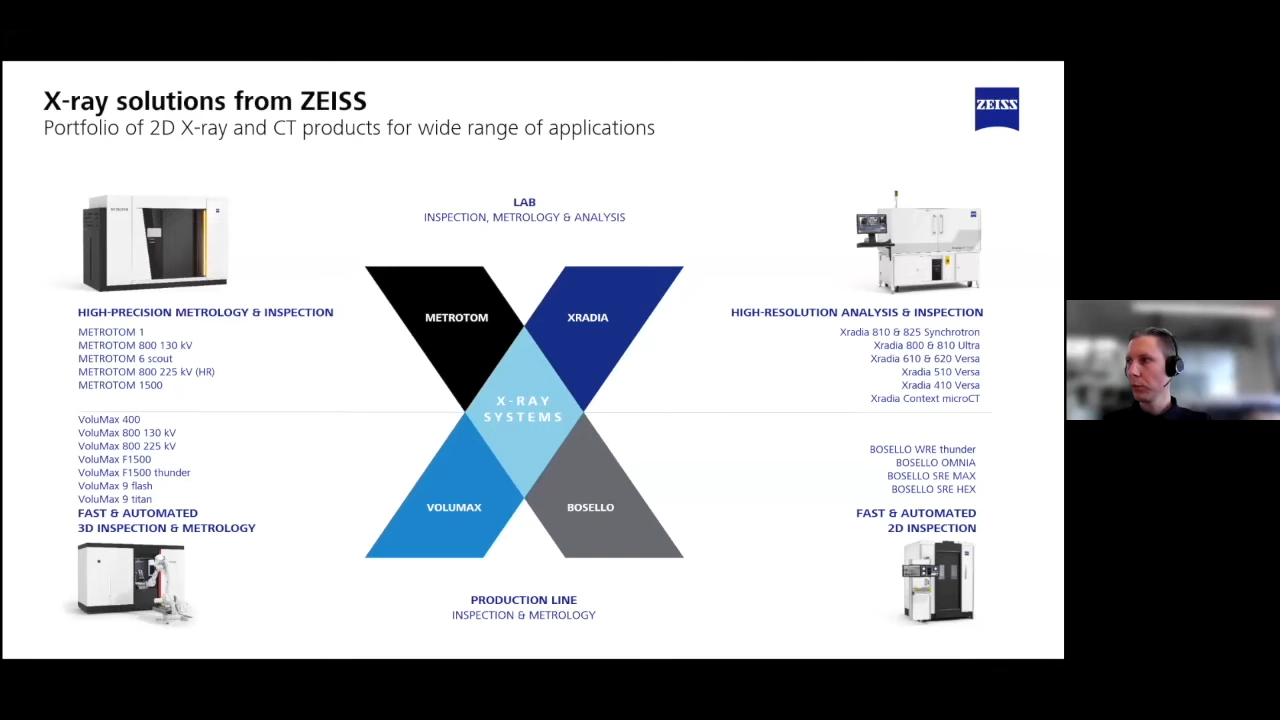 X-ray solutions from ZEISS
Portfolio of 2D X-ray and CT products for wide range of applications
ZEISS
LAB
INSPECTION, METROLOGY & ANALYSIS
HIGH-PRECISION METROLOGY & INSPECTION
METROTOM 1
METROTOM 800 130 kV
METROTOM 6 scout
METROTOM 800 225 kV (HR)
METROTOM 1500
HIGH-RESOLUTION ANALYSIS & INSPECTION
Xradia 810 & 825 Synchrotron
Xradia 800 & 810 Ultra
Xradia 610 & 620 Versa
Xradia 510 Versa
Xradia 410 Versa
Xradia Context microCT
METROTOM
XRADIA
X-RAY
SYSTEMS
VOLUMAX
BOSELLO
VoluMax 400
VoluMax 800 130 kV
VoluMax 800 225 kV
VoluMax F1500
VoluMax F1500 thunder
VoluMax 9 flash
VoluMax 9 titan
FAST & AUTOMATED
3D INSPECTION & METROLOGY
BOSELLO WRE thunder
BOSELLO OMNIA
BOSELLO SRE MAX
BOSELLO SRE HEX
FAST & AUTOMATED
2D INSPECTION
PRODUCTION LINE
INSPECTION & METROLOGY